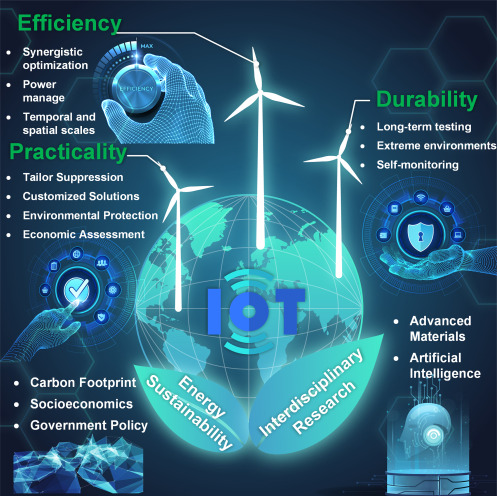 Efficiency
• Synergistic
optimization
• Power
manage
• Temporal and
spatial scales
MAX
EFFICIENCY
Durability
• Long-term testing
• Extreme environments
• Self-monitoring
Practicality
• Tailor Suppression
• Customized Solutions
• Environmental Protection
• Economic Assessment
IOT
• Advanced
Materials
• Artificial
Intelligence
• Carbon Footprint
• Socioeconomics
• Government Policy
Energy
Sustainability
Interdisciplinary
Research